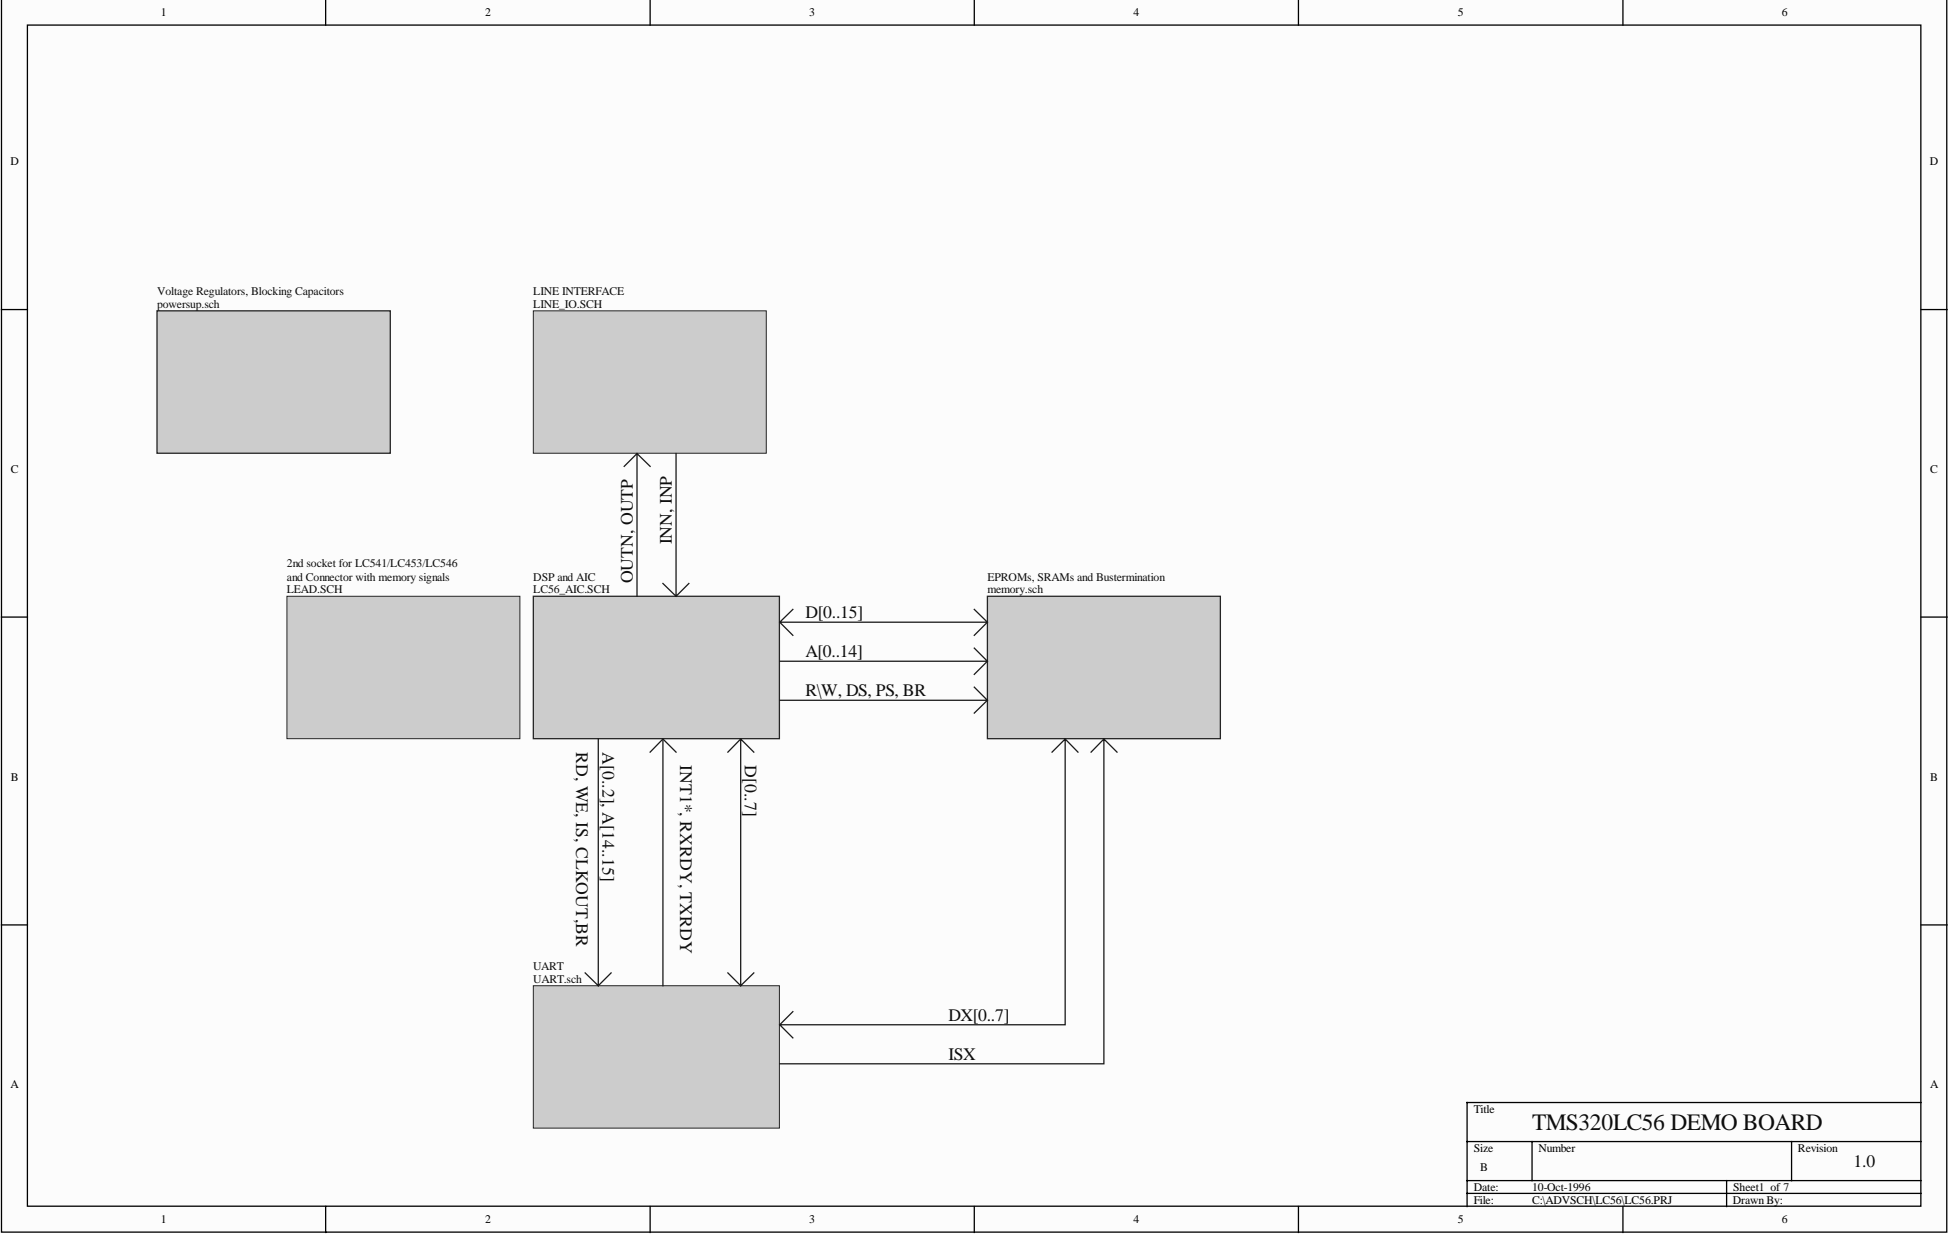 1 2 3 4 5 6
D D
Voltage Regulators, Blocking Capacitors
powersup.sch
LINE INTERFACE
LINE_IO.SCH
C C
OUTN, OUTP
INN, INP
2nd socket for LC541/LC453/LC546
and Connector with memory signals
LEAD.SCH
DSP and AIC
LC56_AIC.SCH
EPROMs, SRAMs and Bustermination
memory.sch
D[0..15]
A[0..14]
R\W, DS, PS, BR
B B
A[0..2], A[14..15]
RD, WE, IS, CLKOUT,BR
INT1*, RXRDY, TXRDY
D[0..7]
UART
UART.sch
DX[0..7]
ISX
A A
Title
TMS320LC56 DEMO BOARD
Size Number Revision
B 1.0
Date: 10-Oct-1996 Sheet1 of 7
File: C:\ADVSCH\LC56\LC56.PRJ Drawn By:
1 2 3 4 5 6